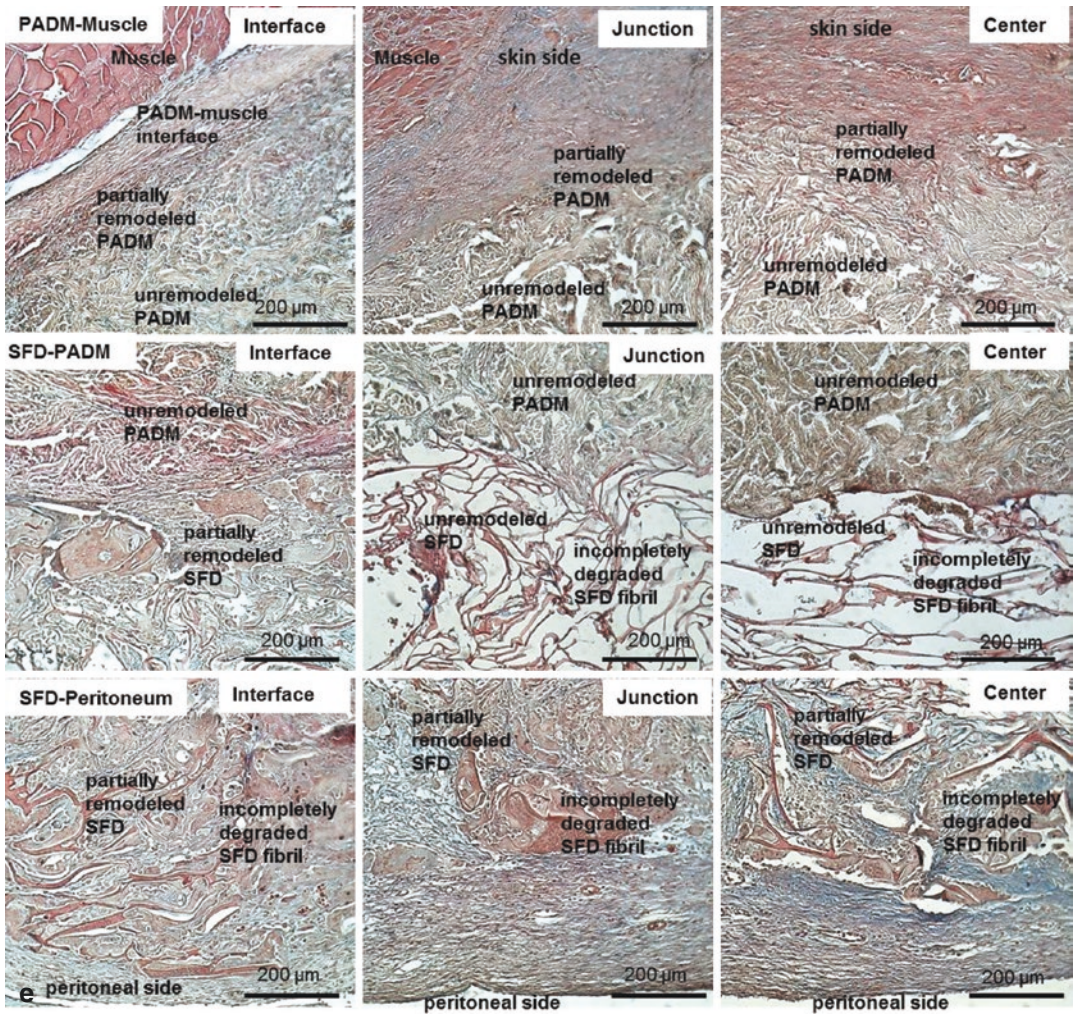 PADM-Muscle
Interface
Muscle
PADM-muscle
interface
partially
remodeled
PADM
unremodeled
PADM
200 µm
Junction
Muscle
skin side
partially
remodeled
PADM
unremodeled
PADM
200 µm
Center
skin side
partially
remodeled
PADM
unremodeled
PADM
200 µm
SFD-PADM
Interface
unremodeled
PADM
partially
remodeled
SFD
200 µm
Junction
unremodeled
PADM
unremodeled
SFD
incompletely
degraded
SFD fibril
200 µm
Center
unremodeled
PADM
unremodeled
SFD
incompletely
degraded
SFD fibril
200 µm
SFD-Peritoneum
Interface
partially
remodeled
SFD
incompletely
degraded
SFD fibril
200 µm
e
peritoneal side
Junction
partially
remodeled
SFD
incompletely
degraded
SFD fibril
200 µm
peritoneal side
Center
partially
remodeled
SFD
incompletely
degraded
SFD fibril
200 µm
peritoneal side